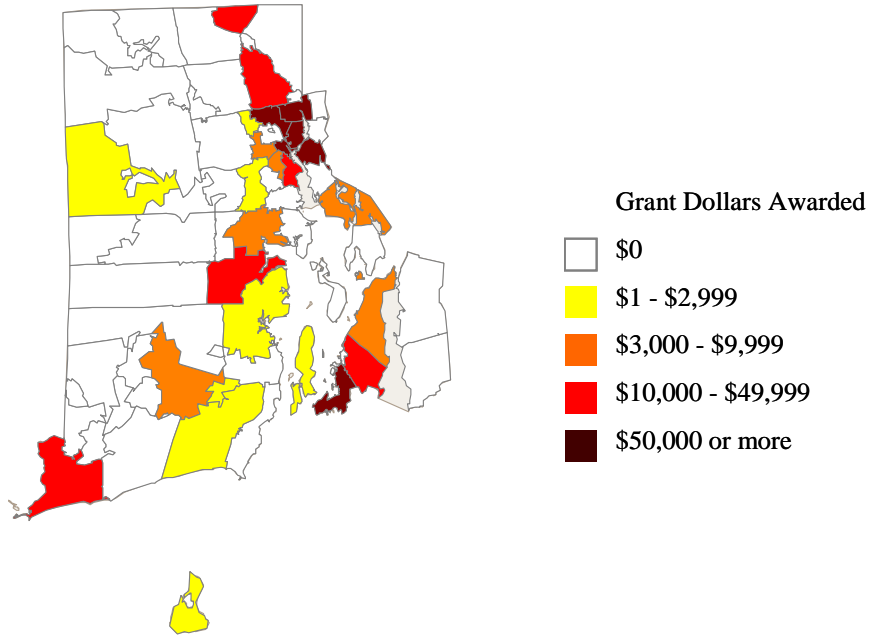 Grant Dollars Awarded
$0
$1 - $2,999
$3,000 - $9,999
$10,000 - $49,999
$50,000 or more